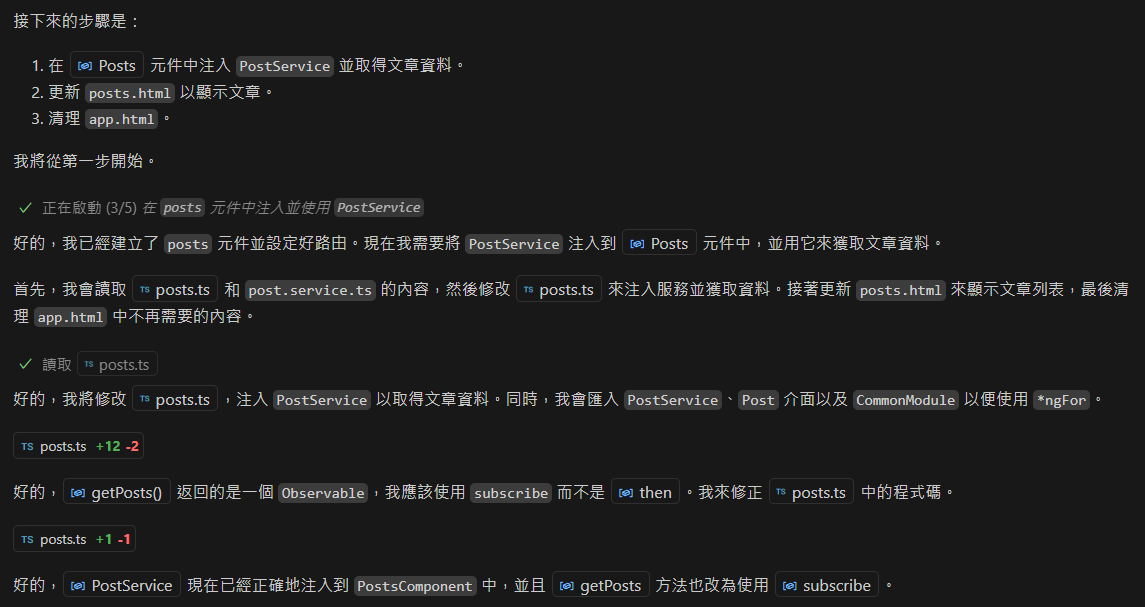 接下來的步驟是：
1. 在 Posts 元件中注入 PostService 並取得文章資料。
2. 更新 posts.html 以顯示文章。
3. 清理 app.html 。
我將從第一步開始。
正在啟動 (3/5) 在 posts 元件中注入並使用 PostService
好的，我已經建立了 posts 元件並設定好路由。現在我需要將 PostService 注入到 Posts 元件中，並用它來獲取文章資料。
首先，我會讀取 TS posts.ts 和 post.service.ts 的內容，然後修改 TS posts.ts 來注入服務並獲取資料。接著更新 posts.html 來顯示文章列表，最後清
理 app.html 中不再需要的內容。
讀取 TS posts.ts
好的，我將修改 TS posts.ts ，注入 PostService 以取得文章資料。同時，我會匯入 PostService 、 Post 介面以及 CommonModule 以便使用 *ngFor 。
TS posts.ts +12 -2
好的， getPosts() 返回的是一個 Observable ，我應該使用 subscribe 而不是 then 。我來修正 TS posts.ts 中的程式碼。
TS posts.ts +1 -1
好的， PostService 現在已經正確地注入到 PostsComponent 中，並且 getPosts 方法也改為使用 subscribe 。